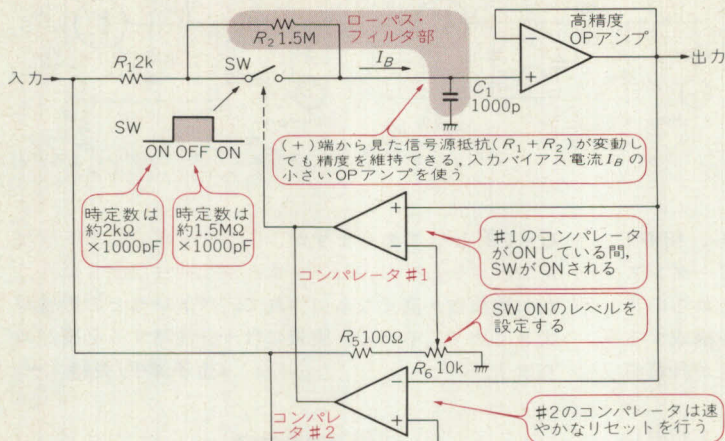 ローパス・
フィルタ部
高精度
OPアンプ
R₂ 1.5M
R₁2k
SW
I_B
入力
出力
C₁
1000p
SW
ON OFF ON
(+)端から見た信号源抵抗(R₁+R₂)が変動し
ても精度を維持できる,入力バイアス電流I_Bの
小さいOPアンプを使う
時定数は
約2kΩ
×1000pF
時定数は
約1.5MΩ
×1000pF
コンパレータ#1
#1のコンパレータ
がONしている間,
SWがONされる
SW ONのレベルを
設定する
R₅100Ω
R₆ 10k
コンパレ
ータ#2
#2のコンパレータは速
やかなリセットを行う